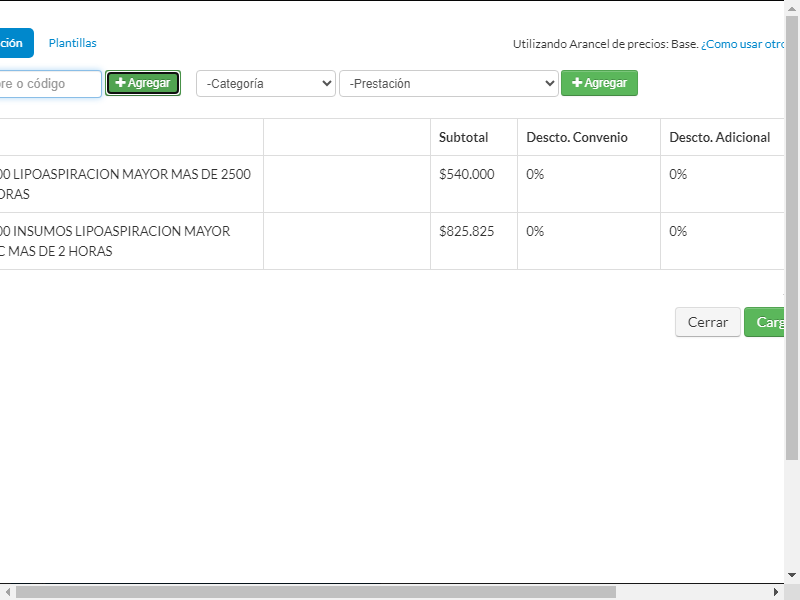 ción
Plantillas
Utilizando Arancel de precios: Base. ¿Como usar otro
re o código
Agregar
-Categoría
-Prestación
Agregar
Subtotal
Descto. Convenio
Descto. Adicional
00 LIPOASPIRACION MAYOR MAS DE 2500
ORAS
$540.000
0%
0%
00 INSUMOS LIPOASPIRACION MAYOR
C MAS DE 2 HORAS
$825.825
0%
0%
Cerrar
Carg